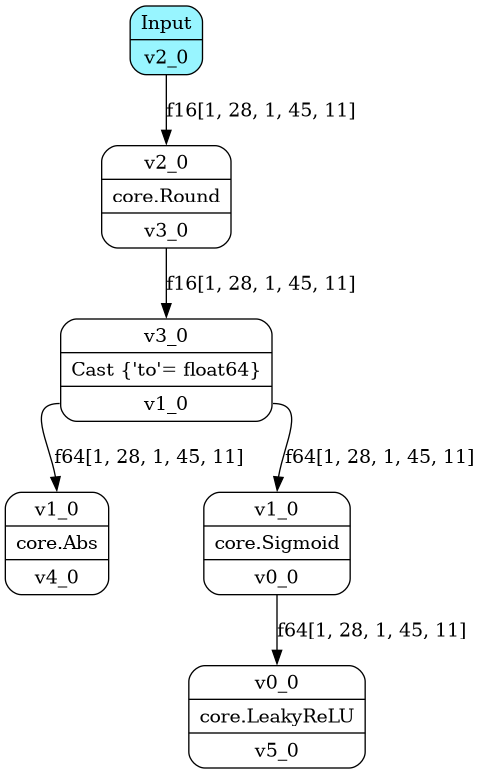 Input
v2_0
f16[1, 28, 1, 45, 11]
v2_0
core.Round
v3_0
f16[1, 28, 1, 45, 11]
v3_0
Cast {'to'= float64}
v1_0
f64[1, 28, 1, 45, 11]
f64[1, 28, 1, 45, 11]
v1_0
core.Abs
v4_0
v1_0
core.Sigmoid
v0_0
f64[1, 28, 1, 45, 11]
v0_0
core.LeakyReLU
v5_0